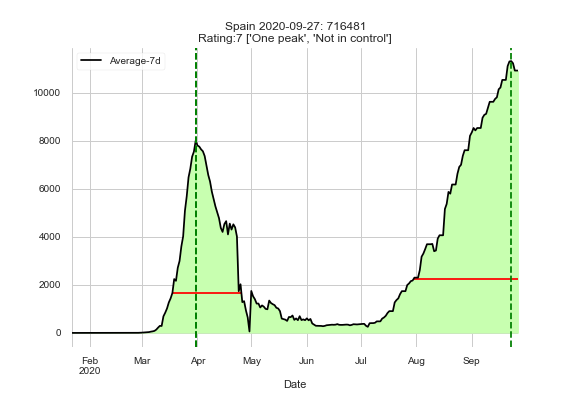 Spain 2020-09-27: 716481
Rating:7 ['One peak', 'Not in control']
Average-7d
10000
8000
6000
4000
2000
0
Feb Mar Apr May Jun Jul Aug Sep
2020
Date